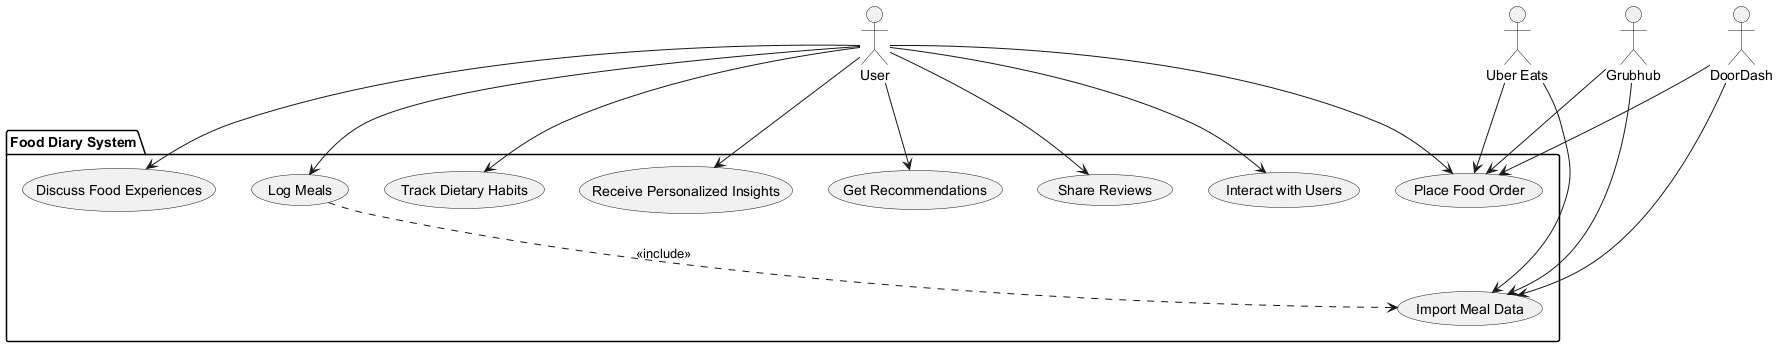 User
Uber Eats
Grubhub
DoorDash
Food Diary System
Discuss Food Experiences
Log Meals
Track Dietary Habits
Receive Personalized Insights
Get Recommendations
Share Reviews
Interact with Users
Place Food Order
«include»
Import Meal Data